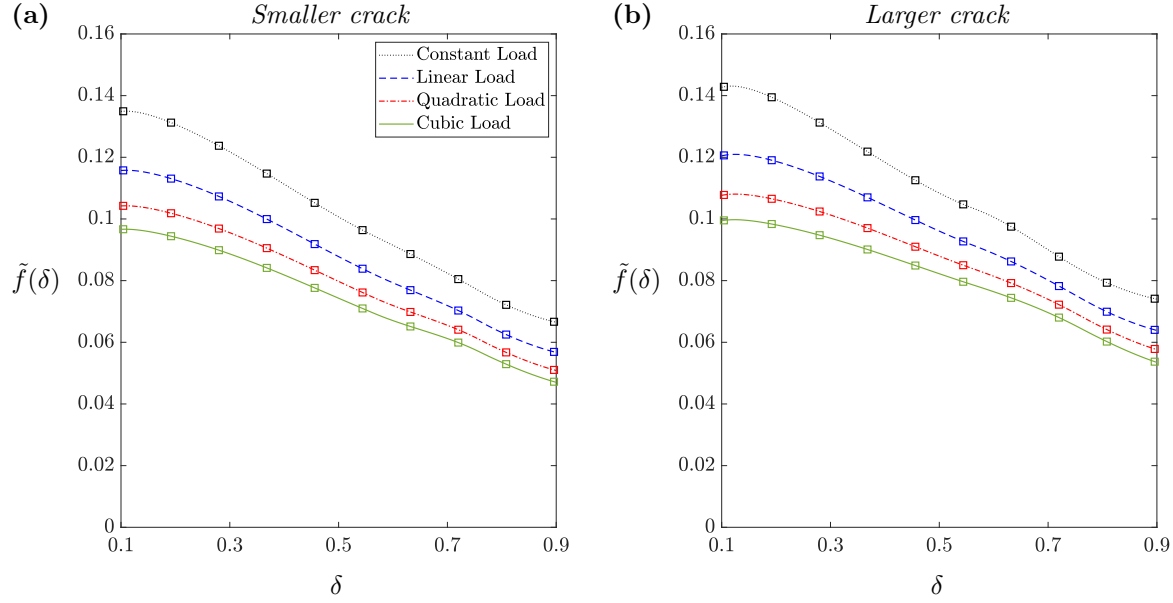 (a)
Smaller crack
0.16
0.14
0.12
0.1
0.08
0.06
0.04
0.02
0
0.1
0.3
0.5
0.7
0.9
f̃(δ)
δ
Constant Load
Linear Load
Quadratic Load
Cubic Load
(b)
Larger crack
0.16
0.14
0.12
0.1
0.08
0.06
0.04
0.02
0
0.1
0.3
0.5
0.7
0.9
f̃(δ)
δ